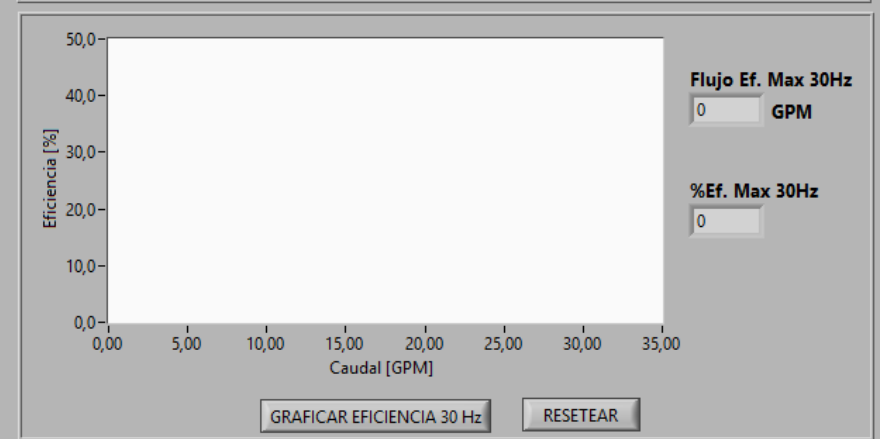 50,0
40,0
30,0
20,0
10,0
0,0
Eficiencia [%]
0,00 5,00 10,00 15,00 20,00 25,00 30,00 35,00
Caudal [GPM]
Flujo Ef. Max 30Hz
0 GPM
%Ef. Max 30Hz
0
GRAFICAR EFICIENCIA 30 Hz RESETEAR